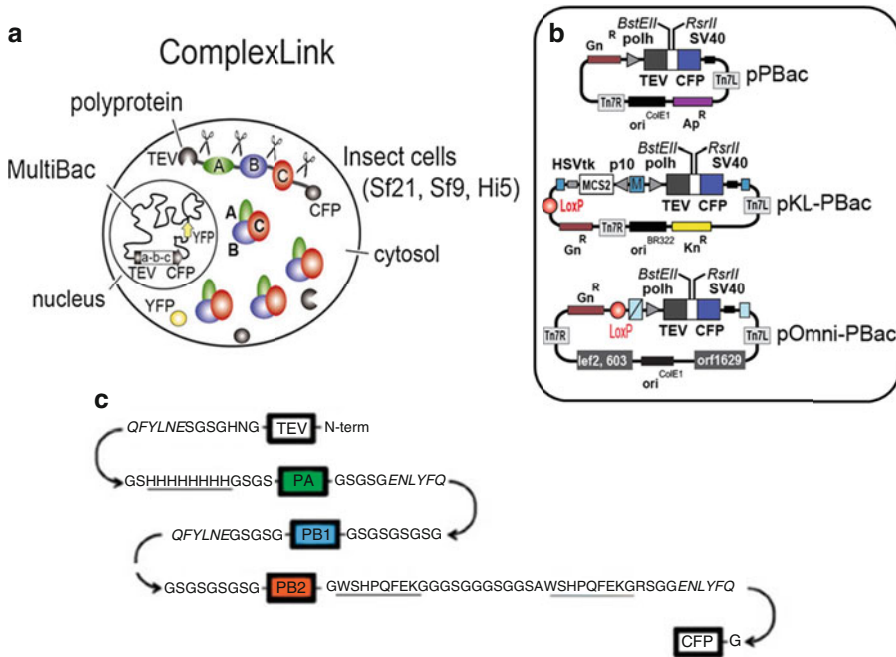 a
ComplexLink
polyprotein
TEV
A
B
C
CFP
MultiBac
Insect cells
(Sf21, Sf9, Hi5)
YFP
a-b-c
TEV CFP
A
B
C
cytosol
nucleus
YFP
b
BstEII RsrII
Gn R polh SV40
TEV CFP
Tn7L
pPBac
Tn7R
ori ColE1 Ap R
BstEII RsrII
HSVtk p10 polh SV40
MCS2 M
TEV CFP
LoxP
Tn7L
pKL-PBac
Gn R Tn7R ori BR322 Kn R
BstEII RsrII
Gn R polh SV40
LoxP TEV CFP
Tn7R Tn7L
pOmni-PBac
lef2, 603 orf1629
ori ColE1
c
QFYLNESGSGHNG TEV N-term
GSHHHHHHHHGSGS PA GSGSGENLYFQ
QFYLNEGSGSG PB1 GSGSGSGSG
GSGSGSGSG PB2 GWSHPQFEKGGGSGGGSGGSAWSHPQFEKGRSGGENLYFQ
CFP G